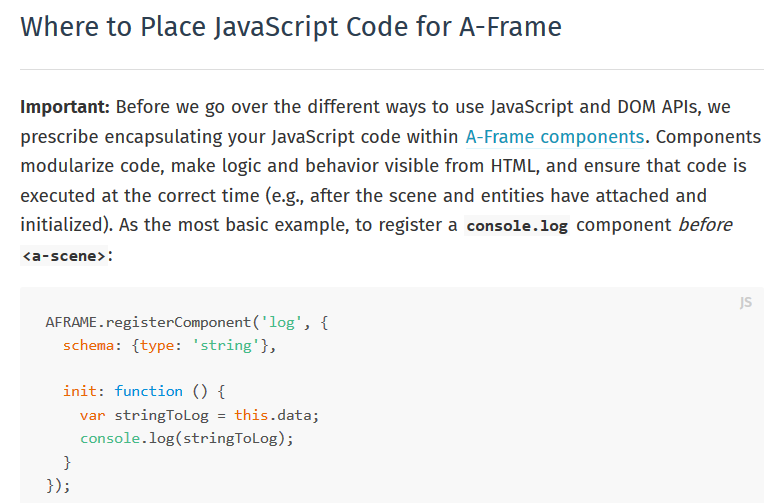 Where to Place JavaScript Code for A-Frame
Important: Before we go over the different ways to use JavaScript and DOM APIs, we
prescribe encapsulating your JavaScript code within A-Frame components. Components
modularize code, make logic and behavior visible from HTML, and ensure that code is
executed at the correct time (e.g., after the scene and entities have attached and
initialized). As the most basic example, to register a console.log component before
<a-scene>:
JS
AFRAME.registerComponent('log', {
  schema: {type: 'string'},

  init: function () {
    var stringToLog = this.data;
    console.log(stringToLog);
  }
});